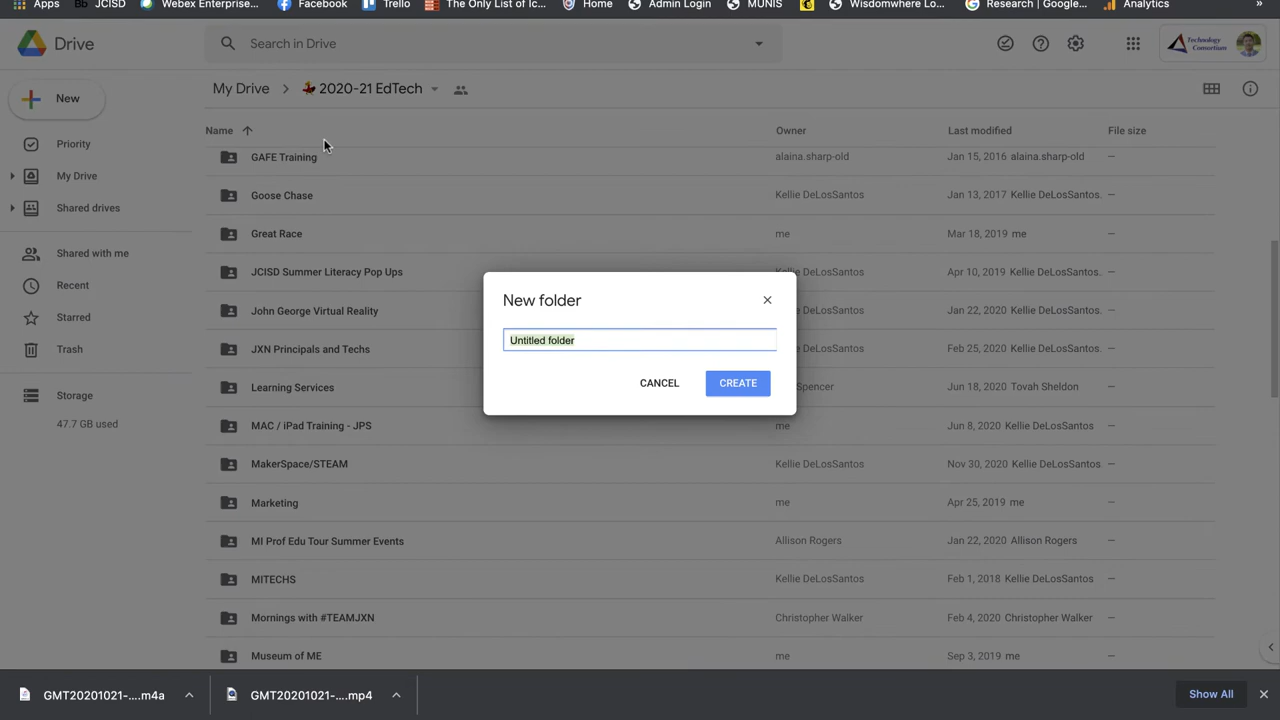 Apps JCISD Webex Enterprise... Facebook Trello The Only List of Ic... Home Admin Login MUNIS Wisdomwhere Lo... Research | Google... Analytics »
Drive Search in Drive Technology Consortium
New My Drive > 2020-21 EdTech
Name Owner Last modified File size
Priority
My Drive
Shared drives
Shared with me
Recent
Starred
Trash
Storage
47.7 GB used
GAFE Training alaina.sharp-old Jan 15, 2016 alaina.sharp-old —
Goose Chase Kellie DeLosSantos Jan 13, 2017 Kellie DeLosSantos. —
Great Race me Mar 18, 2019 me —
JCISD Summer Literacy Pop Ups Kellie DeLosSantos Apr 10, 2019 Kellie DeLosSantos. —
John George Virtual Reality Kellie DeLosSantos Jan 22, 2019 Kellie DeLosSantos. —
JXN Principals and Techs Kellie DeLosSantos Feb 25, 2020 Kellie DeLosSantos. —
Learning Services Spencer Jun 18, 2020 Tovah Sheldon —
MAC / iPad Training - JPS me Jun 8, 2020 Kellie DeLosSantos —
MakerSpace/STEAM Kellie DeLosSantos Nov 30, 2020 Kellie DeLosSantos —
Marketing me Apr 25, 2019 me —
MI Prof Edu Tour Summer Events Allison Rogers Jan 22, 2020 Allison Rogers —
MITECHS Kellie DeLosSantos Feb 1, 2018 Kellie DeLosSantos —
Mornings with #TEAMJXN Christopher Walker Feb 4, 2020 Christopher Walker —
Museum of ME me Sep 3, 2019 me —
New folder
Untitled folder
CANCEL CREATE
GMT20201021-....m4a GMT20201021-....mp4 Show All